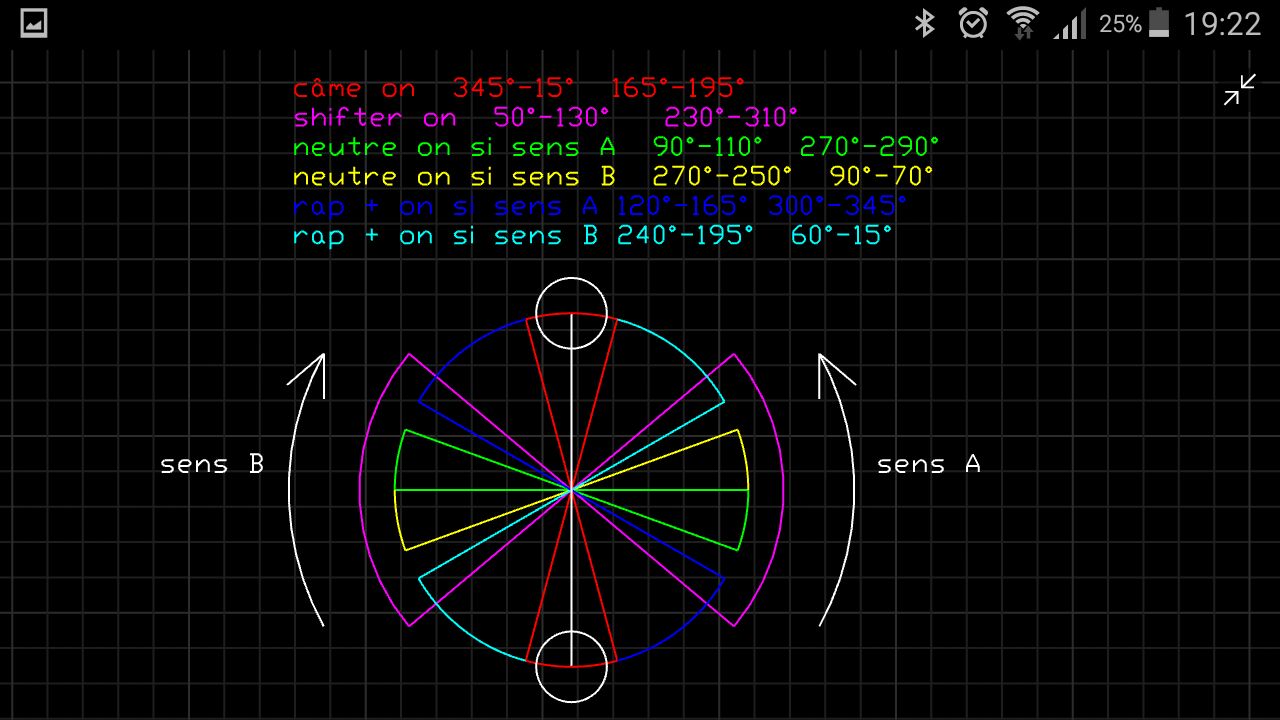 25% 19:22
câme on 345°-15° 165°-195°
shifter on 50°-130° 230°-310°
neutre on si sens A 90°-110° 270°-290°
neutre on si sens B 270°-250° 90°-70°
rap + on si sens A 120°-165° 300°-345°
rap + on si sens B 240°-195° 60°-15°
sens B
sens A